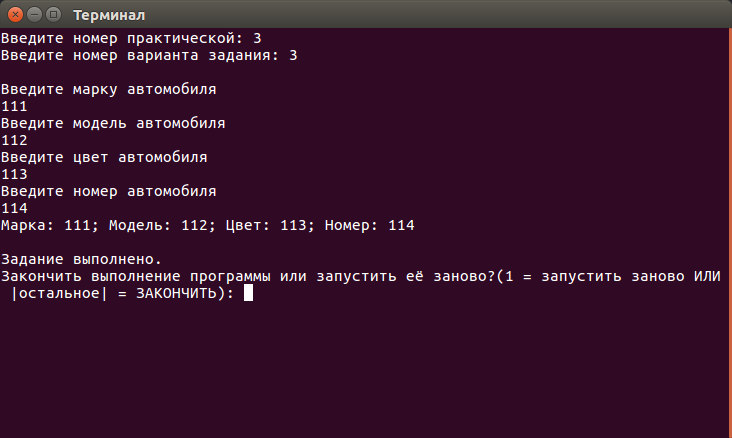 Терминал
Введите номер практической: 3
Введите номер варианта задания: 3
Введите марку автомобиля
111
Введите модель автомобиля
112
Введите цвет автомобиля
113
Введите номер автомобиля
114
Марка: 111; Модель: 112; Цвет: 113; Номер: 114
Задание выполнено.
Закончить выполнение программы или запустить её заново?(1 = запустить заново ИЛИ
|остальное| = ЗАКОНЧИТЬ):